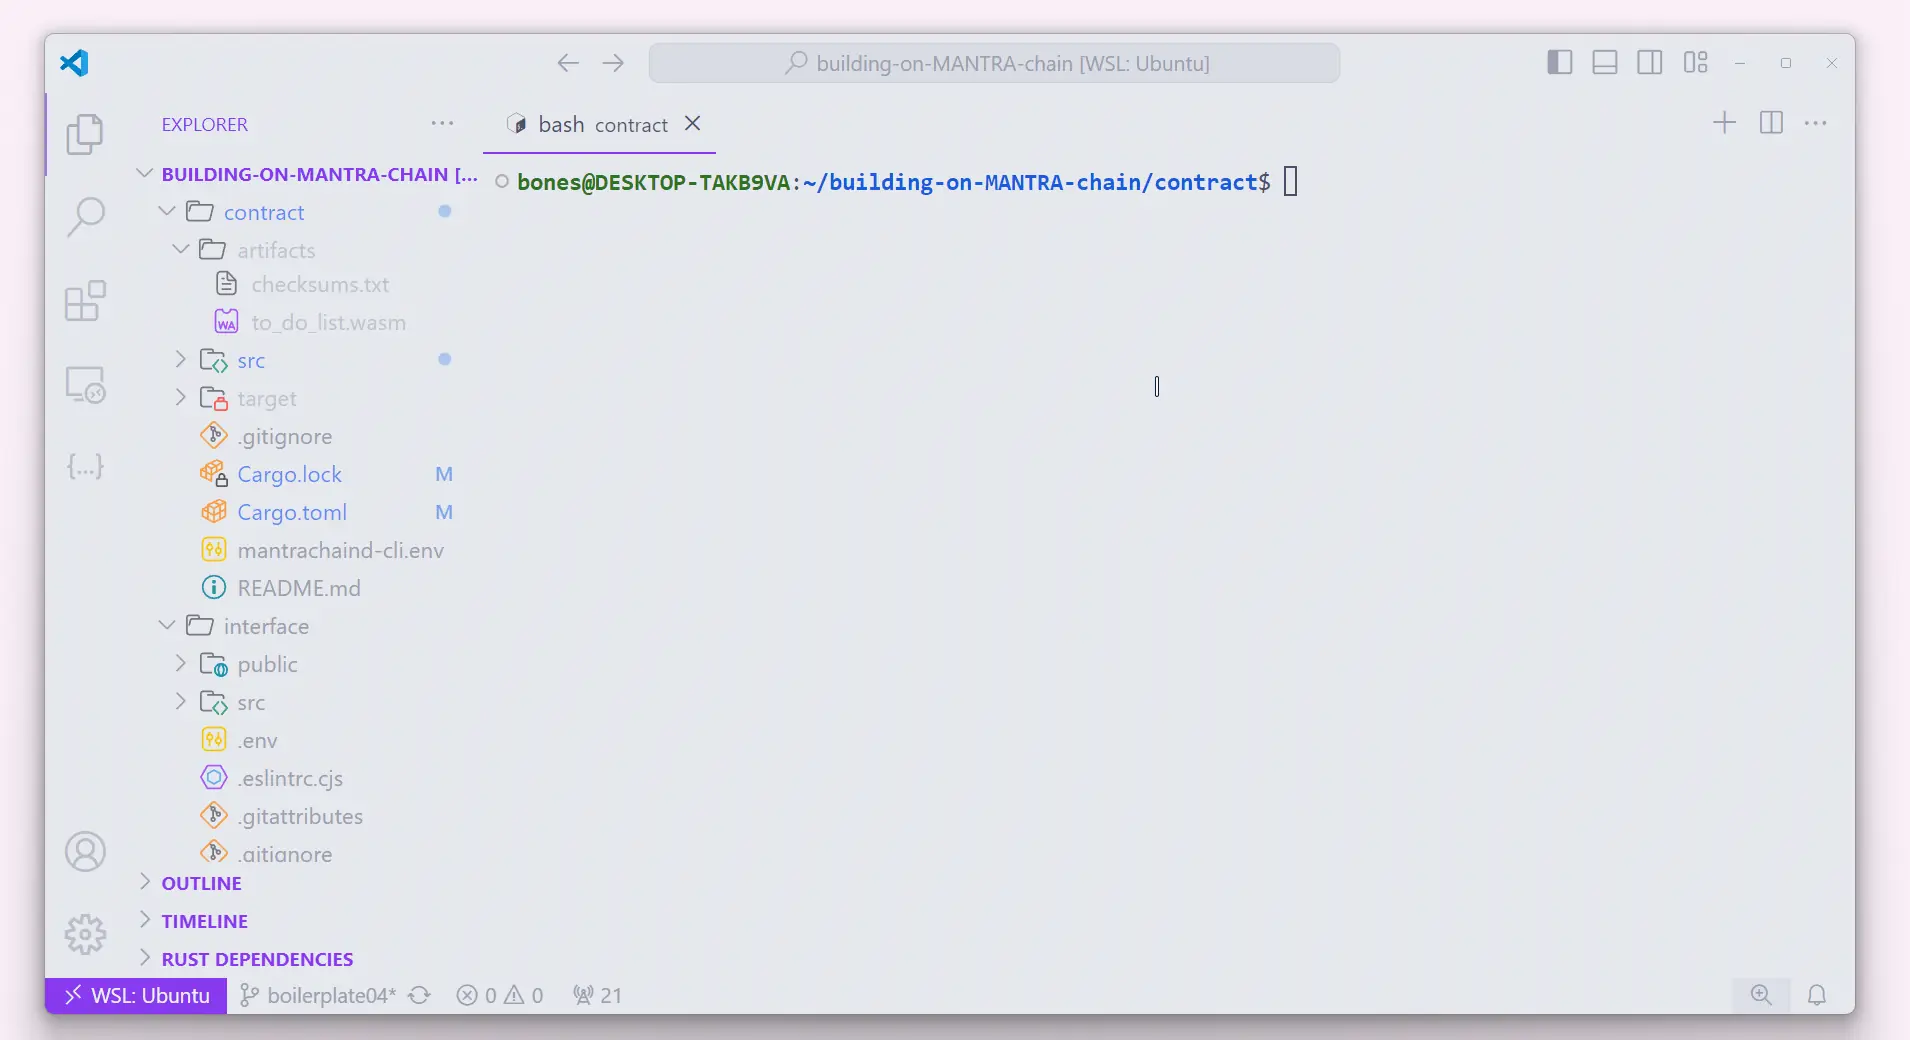 building-on-MANTRA-chain [WSL: Ubuntu]
EXPLORER
bash contract
BUILDING-ON-MANTRA-CHAIN [...
bones@DESKTOP-TAKB9VA:~/building-on-MANTRA-chain/contract$
contract
artifacts
checksums.txt
WA to_do_list.wasm
src
target
.gitignore
Cargo.lock M
Cargo.toml M
mantrachaind-cli.env
README.md
interface
public
src
.env
.eslintrc.cjs
.gitattributes
.gitignore
OUTLINE
TIMELINE
RUST DEPENDENCIES
WSL: Ubuntu boilerplate04* 0 0 21